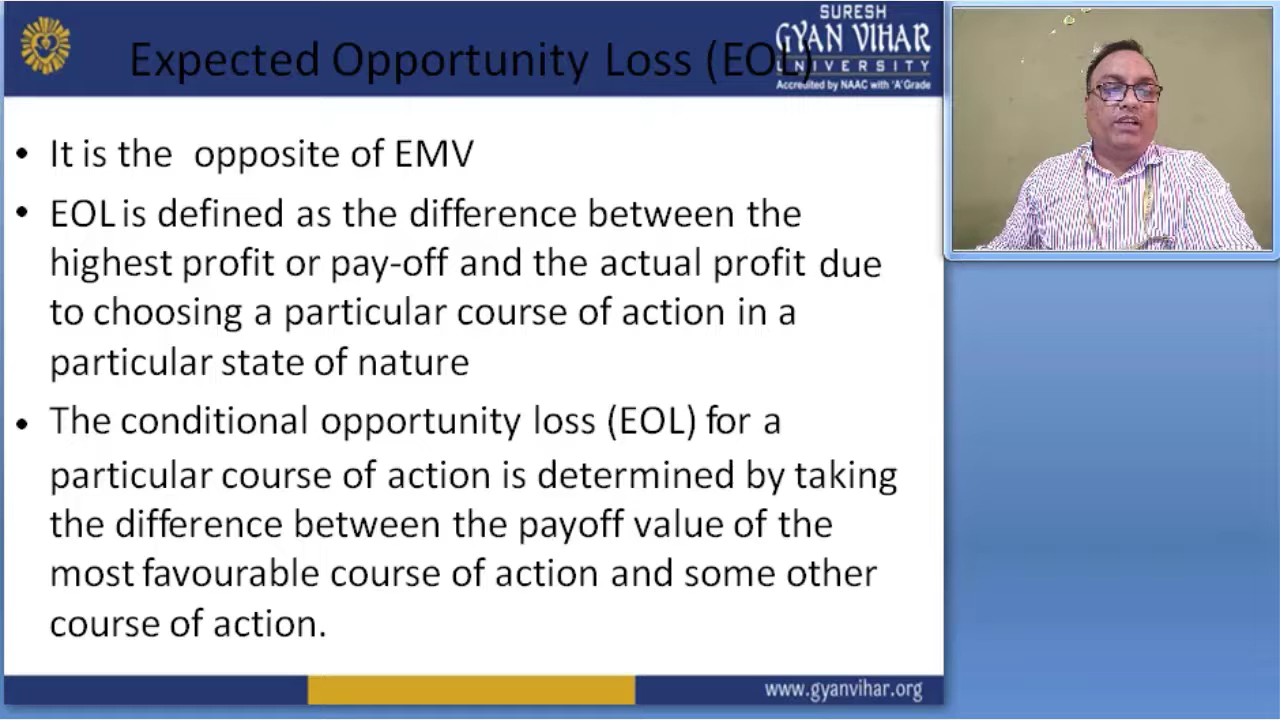 Expected Opportunity Loss (EOL)
SURESH
GYAN VIHAR
UNIVERSITY
Accredited by NAAC with 'A' Grade
• It is the opposite of EMV
• EOL is defined as the difference between the
highest profit or pay-off and the actual profit due
to choosing a particular course of action in a
particular state of nature
• The conditional opportunity loss (EOL) for a
particular course of action is determined by taking
the difference between the payoff value of the
most favourable course of action and some other
course of action.
www.gyanvihar.org